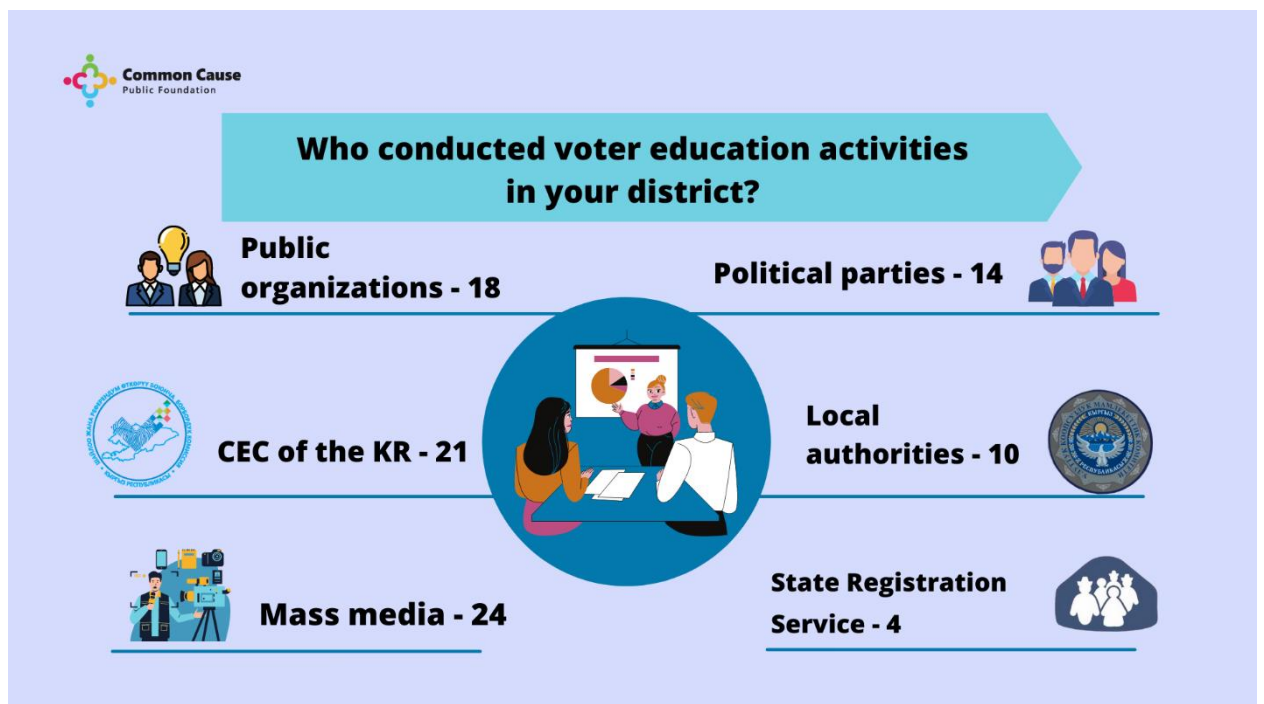 Common Cause
Public Foundation
Who conducted voter education activities
in your district?
Public
organizations - 18
Political parties - 14
CEC of the KR - 21
Local
authorities - 10
Mass media - 24
State Registration
Service - 4